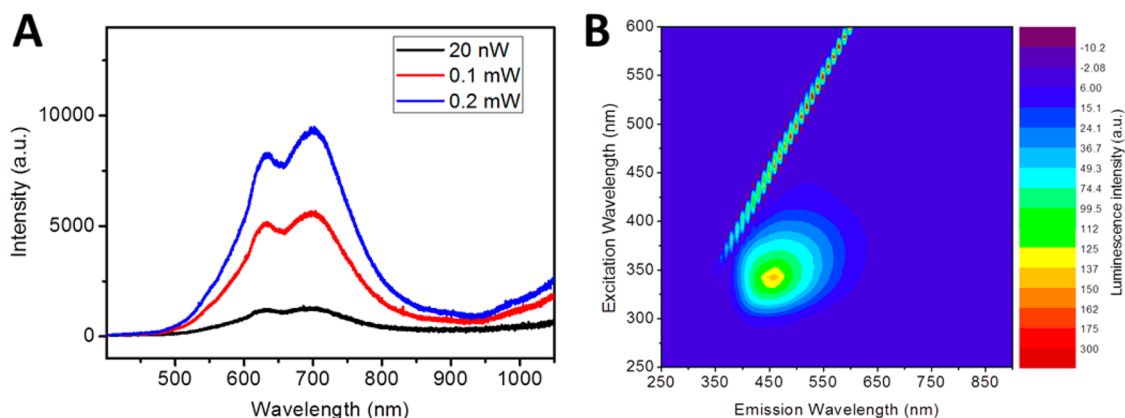 A
20 nW
0.1 mW
0.2 mW
Intensity (a.u.)
10000
5000
0
500 600 700 800 900 1000
Wavelength (nm)
B
Excitation Wavelength (nm)
600
550
500
450
400
350
300
250
250 350 450 550 650 750 850
Emission Wavelength (nm)
-10.2
-2.08
6.00
15.1
24.1
36.7
49.3
74.4
99.5
112
125
137
150
162
175
300
Luminescence intensity (a.u.)